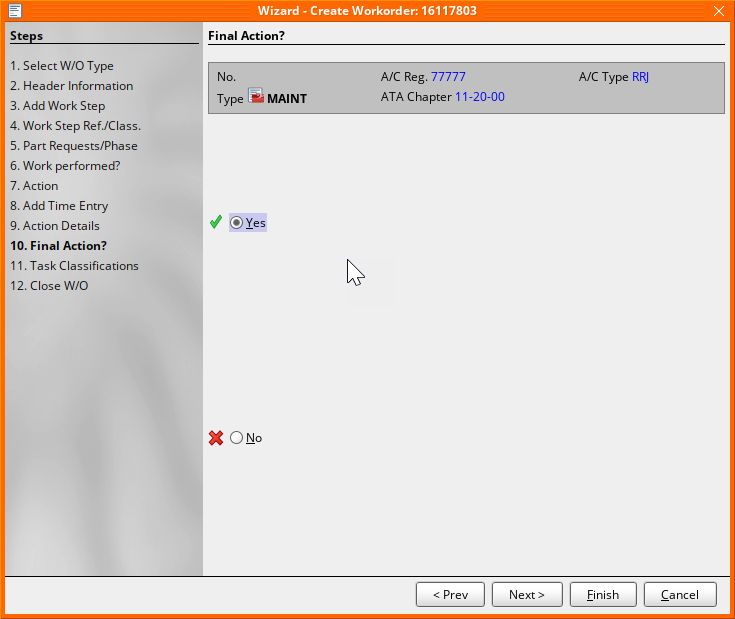 Wizard - Create Workorder: 16117803
Steps
1. Select W/O Type
2. Header Information
3. Add Work Step
4. Work Step Ref./Class.
5. Part Requests/Phase
6. Work performed?
7. Action
8. Add Time Entry
9. Action Details
10. Final Action?
11. Task Classifications
12. Close W/O
Final Action?
No. A/C Reg. 77777 A/C Type RRJ
Type MAINT ATA Chapter 11-20-00
Yes
No
< Prev Next > Finish Cancel